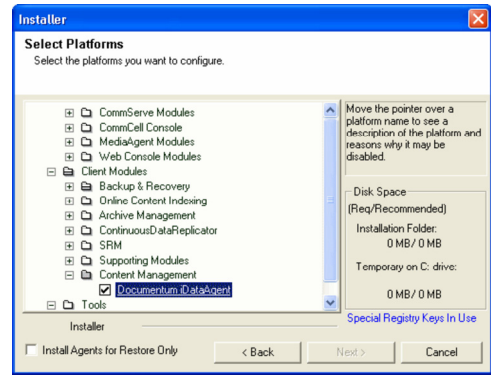 Installer
Select Platforms
Select the platforms you want to configure.
CommServe Modules
CommCell Console
MediaAgent Modules
Web Console Modules
Client Modules
Backup & Recovery
Online Content Indexing
Archive Management
ContinuousDataReplicator
SRM
Supporting Modules
Content Management
Documentum iDataAgent
Tools
Move the pointer over a
platform name to see a
description of the platform and
reasons why it may be
disabled.
Disk Space
(Req/Recommended)
Installation Folder:
0 MB/ 0 MB
Temporary on C: drive:
0 MB/ 0 MB
Special Registry Keys In Use
Installer
Install Agents for Restore Only
< Back
Next >
Cancel